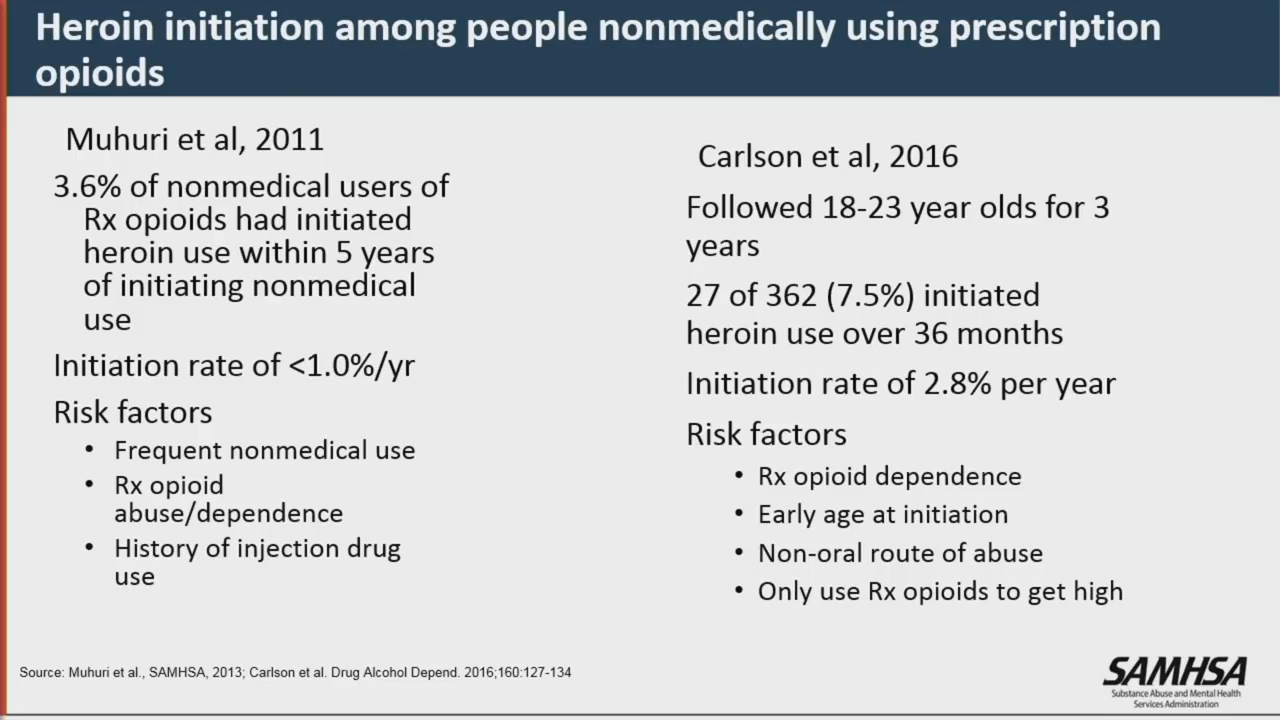 Heroin initiation among people nonmedically using prescription
opioids
Muhuri et al, 2011
3.6% of nonmedical users of
Rx opioids had initiated
heroin use within 5 years
of initiating nonmedical
use
Initiation rate of <1.0%/yr
Risk factors
• Frequent nonmedical use
• Rx opioid
abuse/dependence
• History of injection drug
use
Carlson et al, 2016
Followed 18-23 year olds for 3
years
27 of 362 (7.5%) initiated
heroin use over 36 months
Initiation rate of 2.8% per year
Risk factors
• Rx opioid dependence
• Early age at initiation
• Non-oral route of abuse
• Only use Rx opioids to get high
Source: Muhuri et al., SAMHSA, 2013; Carlson et al. Drug Alcohol Depend. 2016;160:127-134
SAMHSA
Substance Abuse and Mental Health
Services Administration